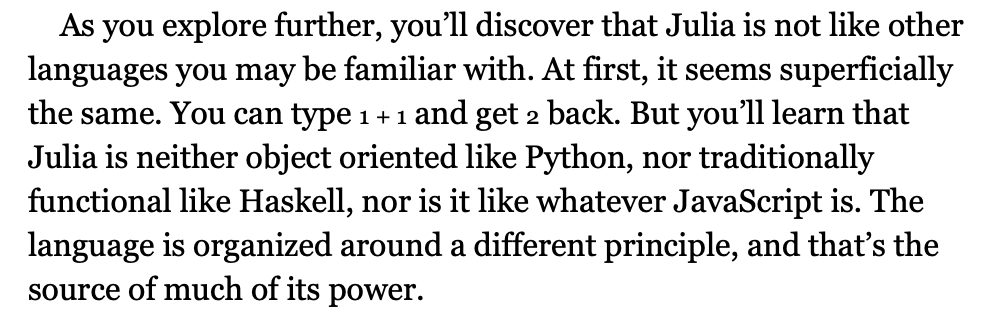 As you explore further, you’ll discover that Julia is not like other
languages you may be familiar with. At first, it seems superficially
the same. You can type 1 + 1 and get 2 back. But you’ll learn that
Julia is neither object oriented like Python, nor traditionally
functional like Haskell, nor is it like whatever JavaScript is. The
language is organized around a different principle, and that’s the
source of much of its power.